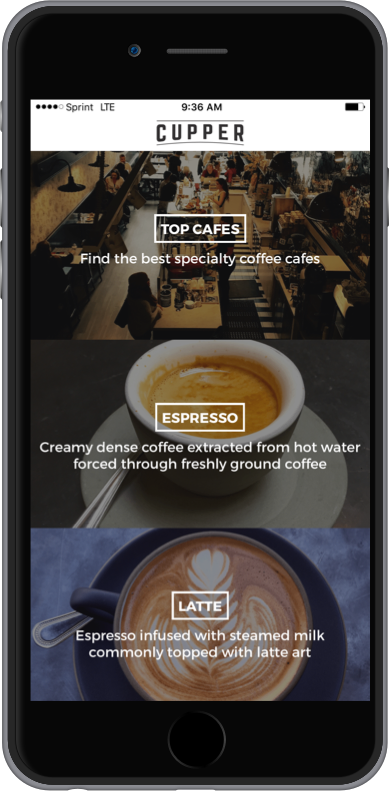 Sprint LTE 9:36 AM
CUPPER
TOP CAFES
Find the best specialty coffee cafes
ESPRESSO
Creamy dense coffee extracted from hot water
forced through freshly ground coffee
LATTE
Espresso infused with steamed milk
commonly topped with latte art